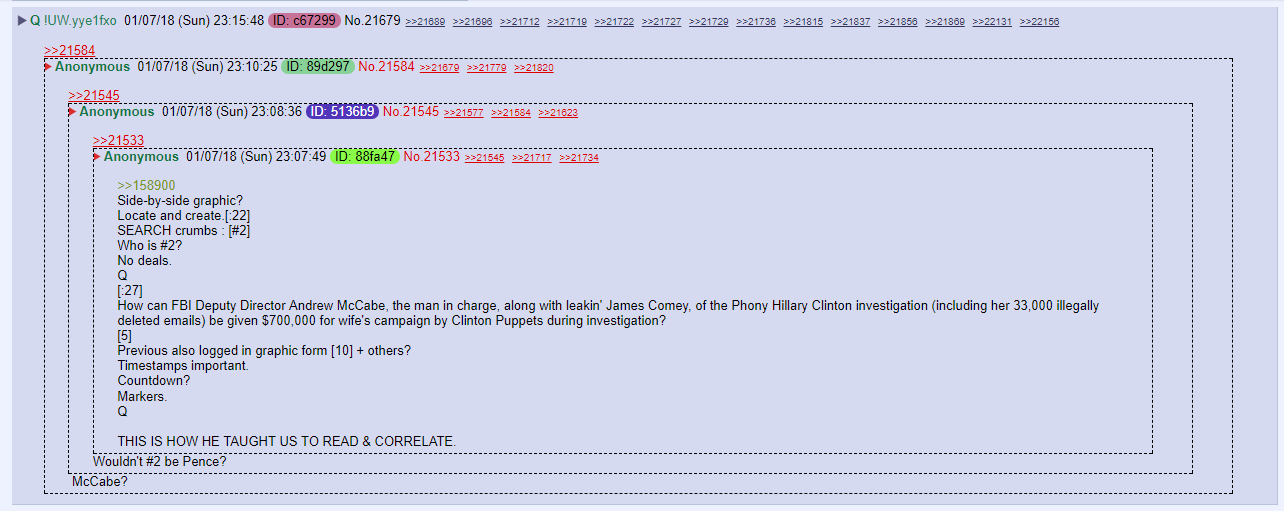 Q !UW.yye1fxo 01/07/18 (Sun) 23:15:48 ID: c67299 No.21679 >>21689 >>21696 >>21712 >>21719 >>21722 >>21727 >>21729 >>21736 >>21815 >>21837 >>21856 >>21869 >>22131 >>22156
>>21584
Anonymous 01/07/18 (Sun) 23:10:25 ID: 89d297 No.21584 >>21679 >>21779 >>21820
>>21545
Anonymous 01/07/18 (Sun) 23:08:36 ID: 5136b9 No.21545 >>21577 >>21584 >>21623
>>21533
Anonymous 01/07/18 (Sun) 23:07:49 ID: 88fa47 No.21533 >>21545 >>21717 >>21734
>>158900
Side-by-side graphic?
Locate and create.[:22]
SEARCH crumbs : [#2]
Who is #2?
No deals.
Q
[:27]
How can FBI Deputy Director Andrew McCabe, the man in charge, along with leakin' James Comey, of the Phony Hillary Clinton investigation (including her 33,000 illegally
deleted emails) be given $700,000 for wife's campaign by Clinton Puppets during investigation?
[5]
Previous also logged in graphic form [10] + others?
Timestamps important.
Countdown?
Markers.
Q
THIS IS HOW HE TAUGHT US TO READ & CORRELATE.
Wouldn't #2 be Pence?
McCabe?